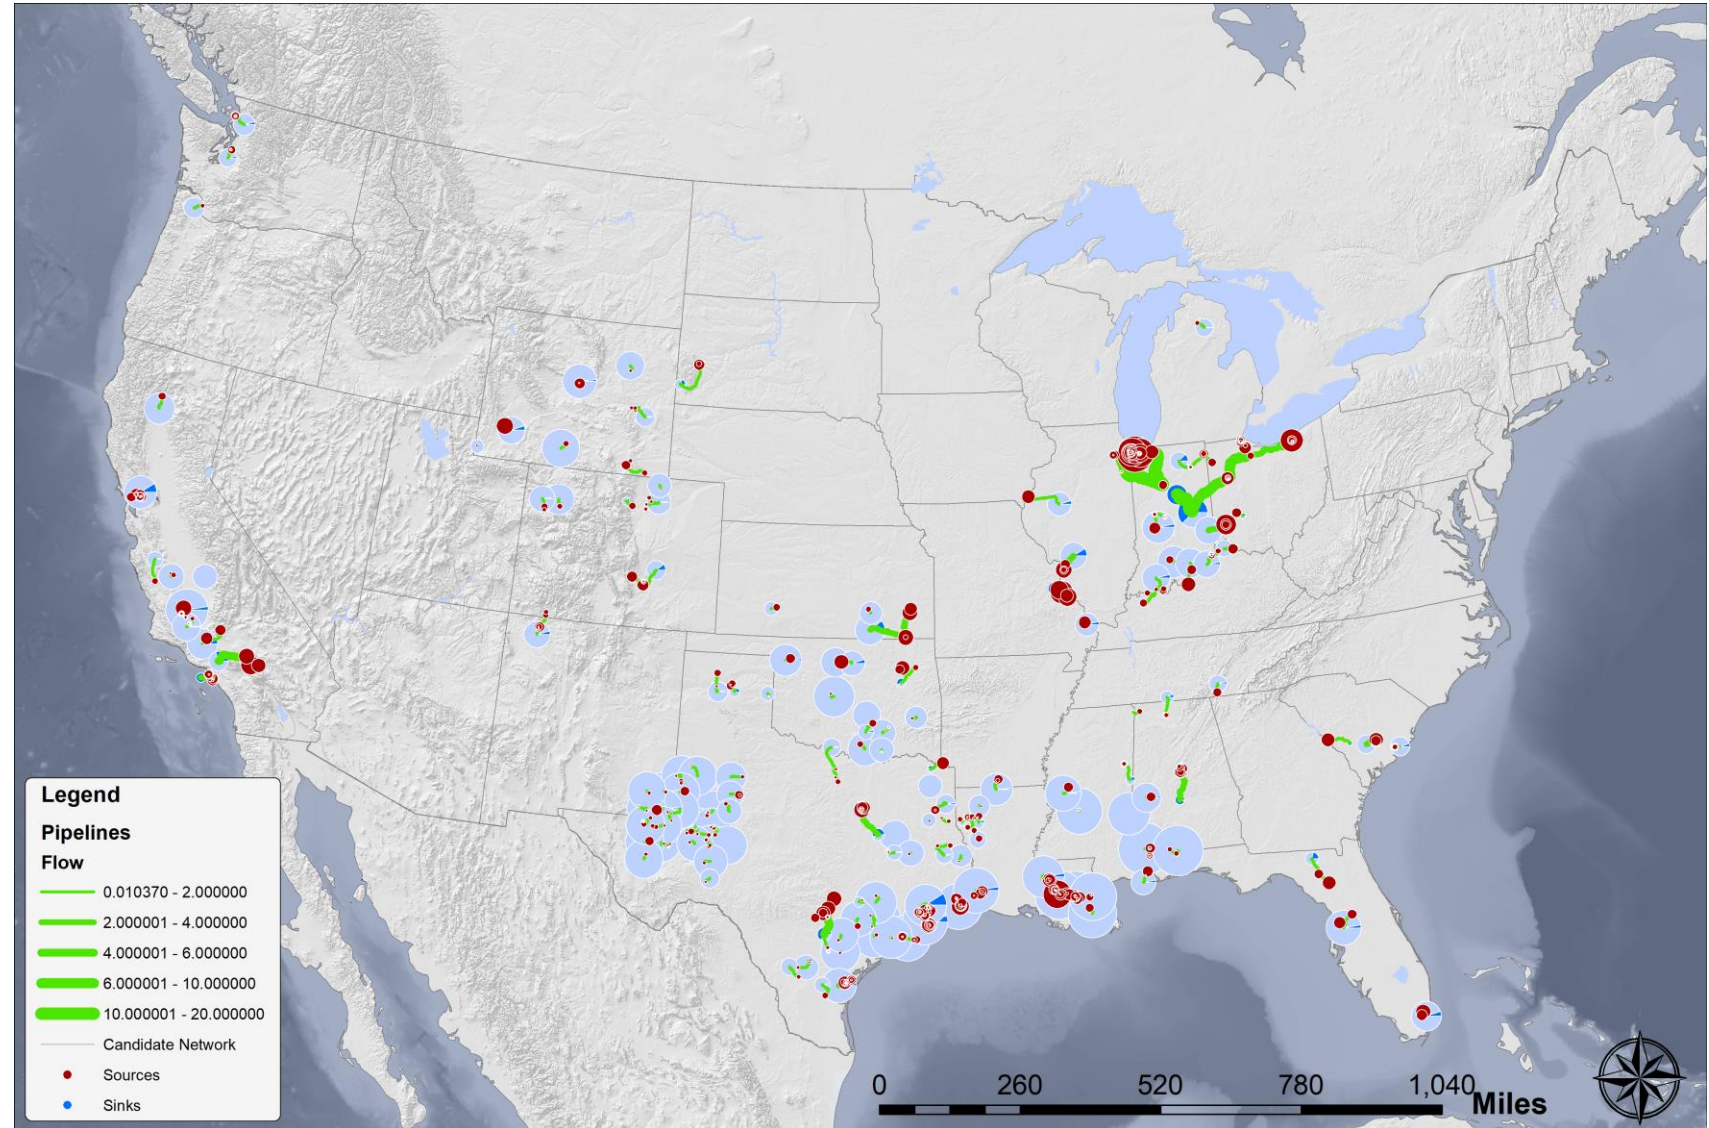 Legend
Pipelines
Flow
0.010370 - 2.000000
2.000001 - 4.000000
4.000001 - 6.000000
6.000001 - 10.000000
10.000001 - 20.000000
Candidate Network
Sources
Sinks
0 260 520 780 1,040 Miles